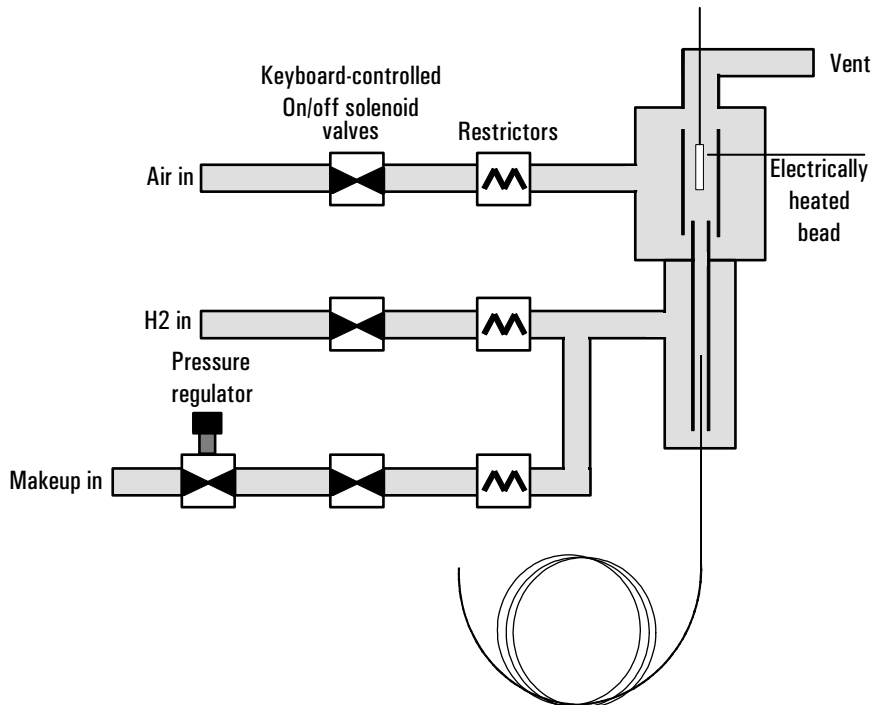 Keyboard-controlled
On/off solenoid
valves
Restrictors
Vent
Air in
Electrically
heated
bead
H2 in
Pressure
regulator
Makeup in